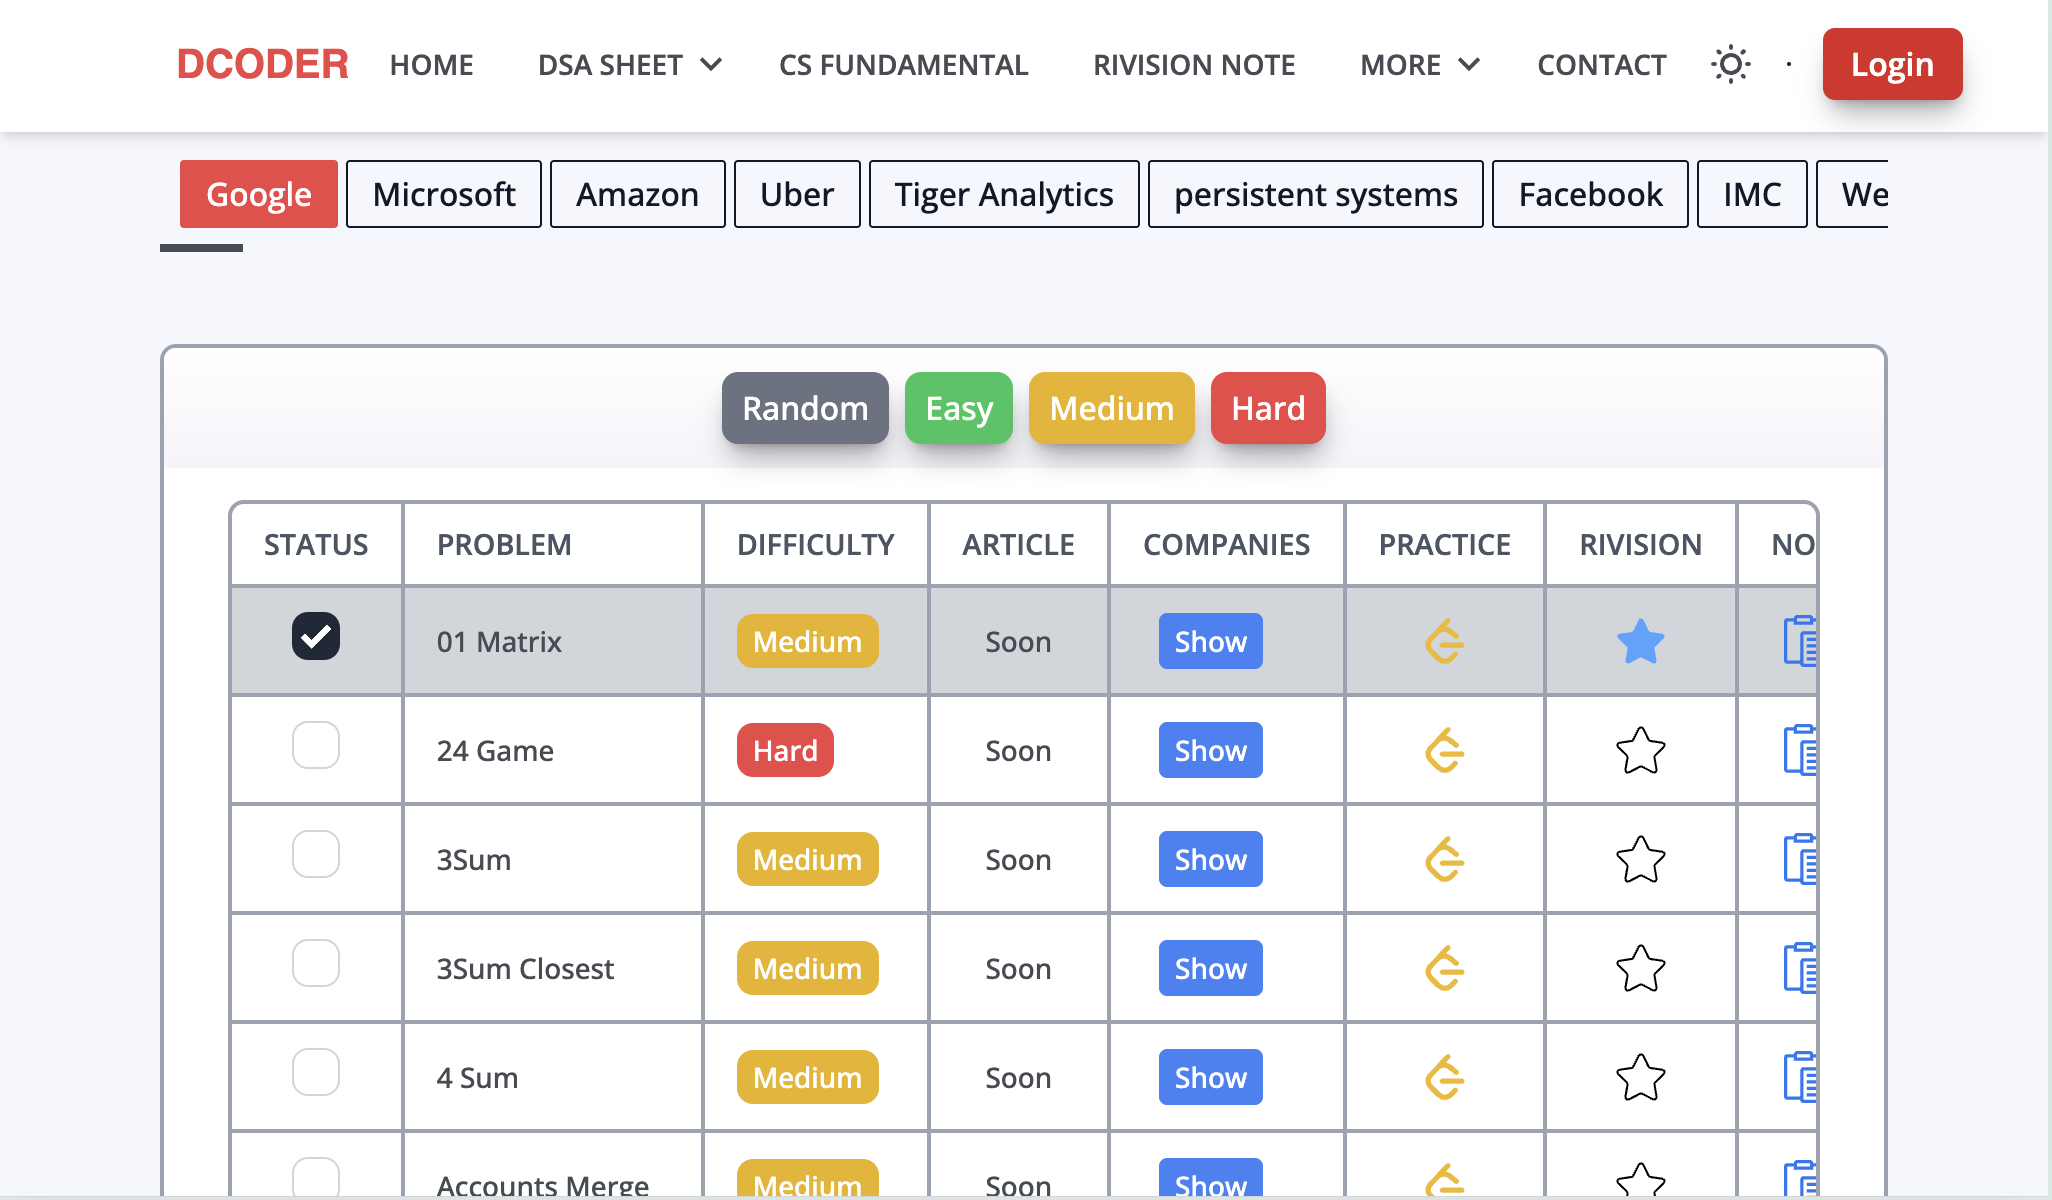 DCODER HOME DSA SHEET CS FUNDAMENTAL RIVISION NOTE MORE CONTACT Login
Google Microsoft Amazon Uber Tiger Analytics persistent systems Facebook IMC We
Random Easy Medium Hard
STATUS PROBLEM DIFFICULTY ARTICLE COMPANIES PRACTICE RIVISION NO
01 Matrix Medium Soon Show
24 Game Hard Soon Show
3Sum Medium Soon Show
3Sum Closest Medium Soon Show
4 Sum Medium Soon Show
Accounts Merge Medium Soon Show